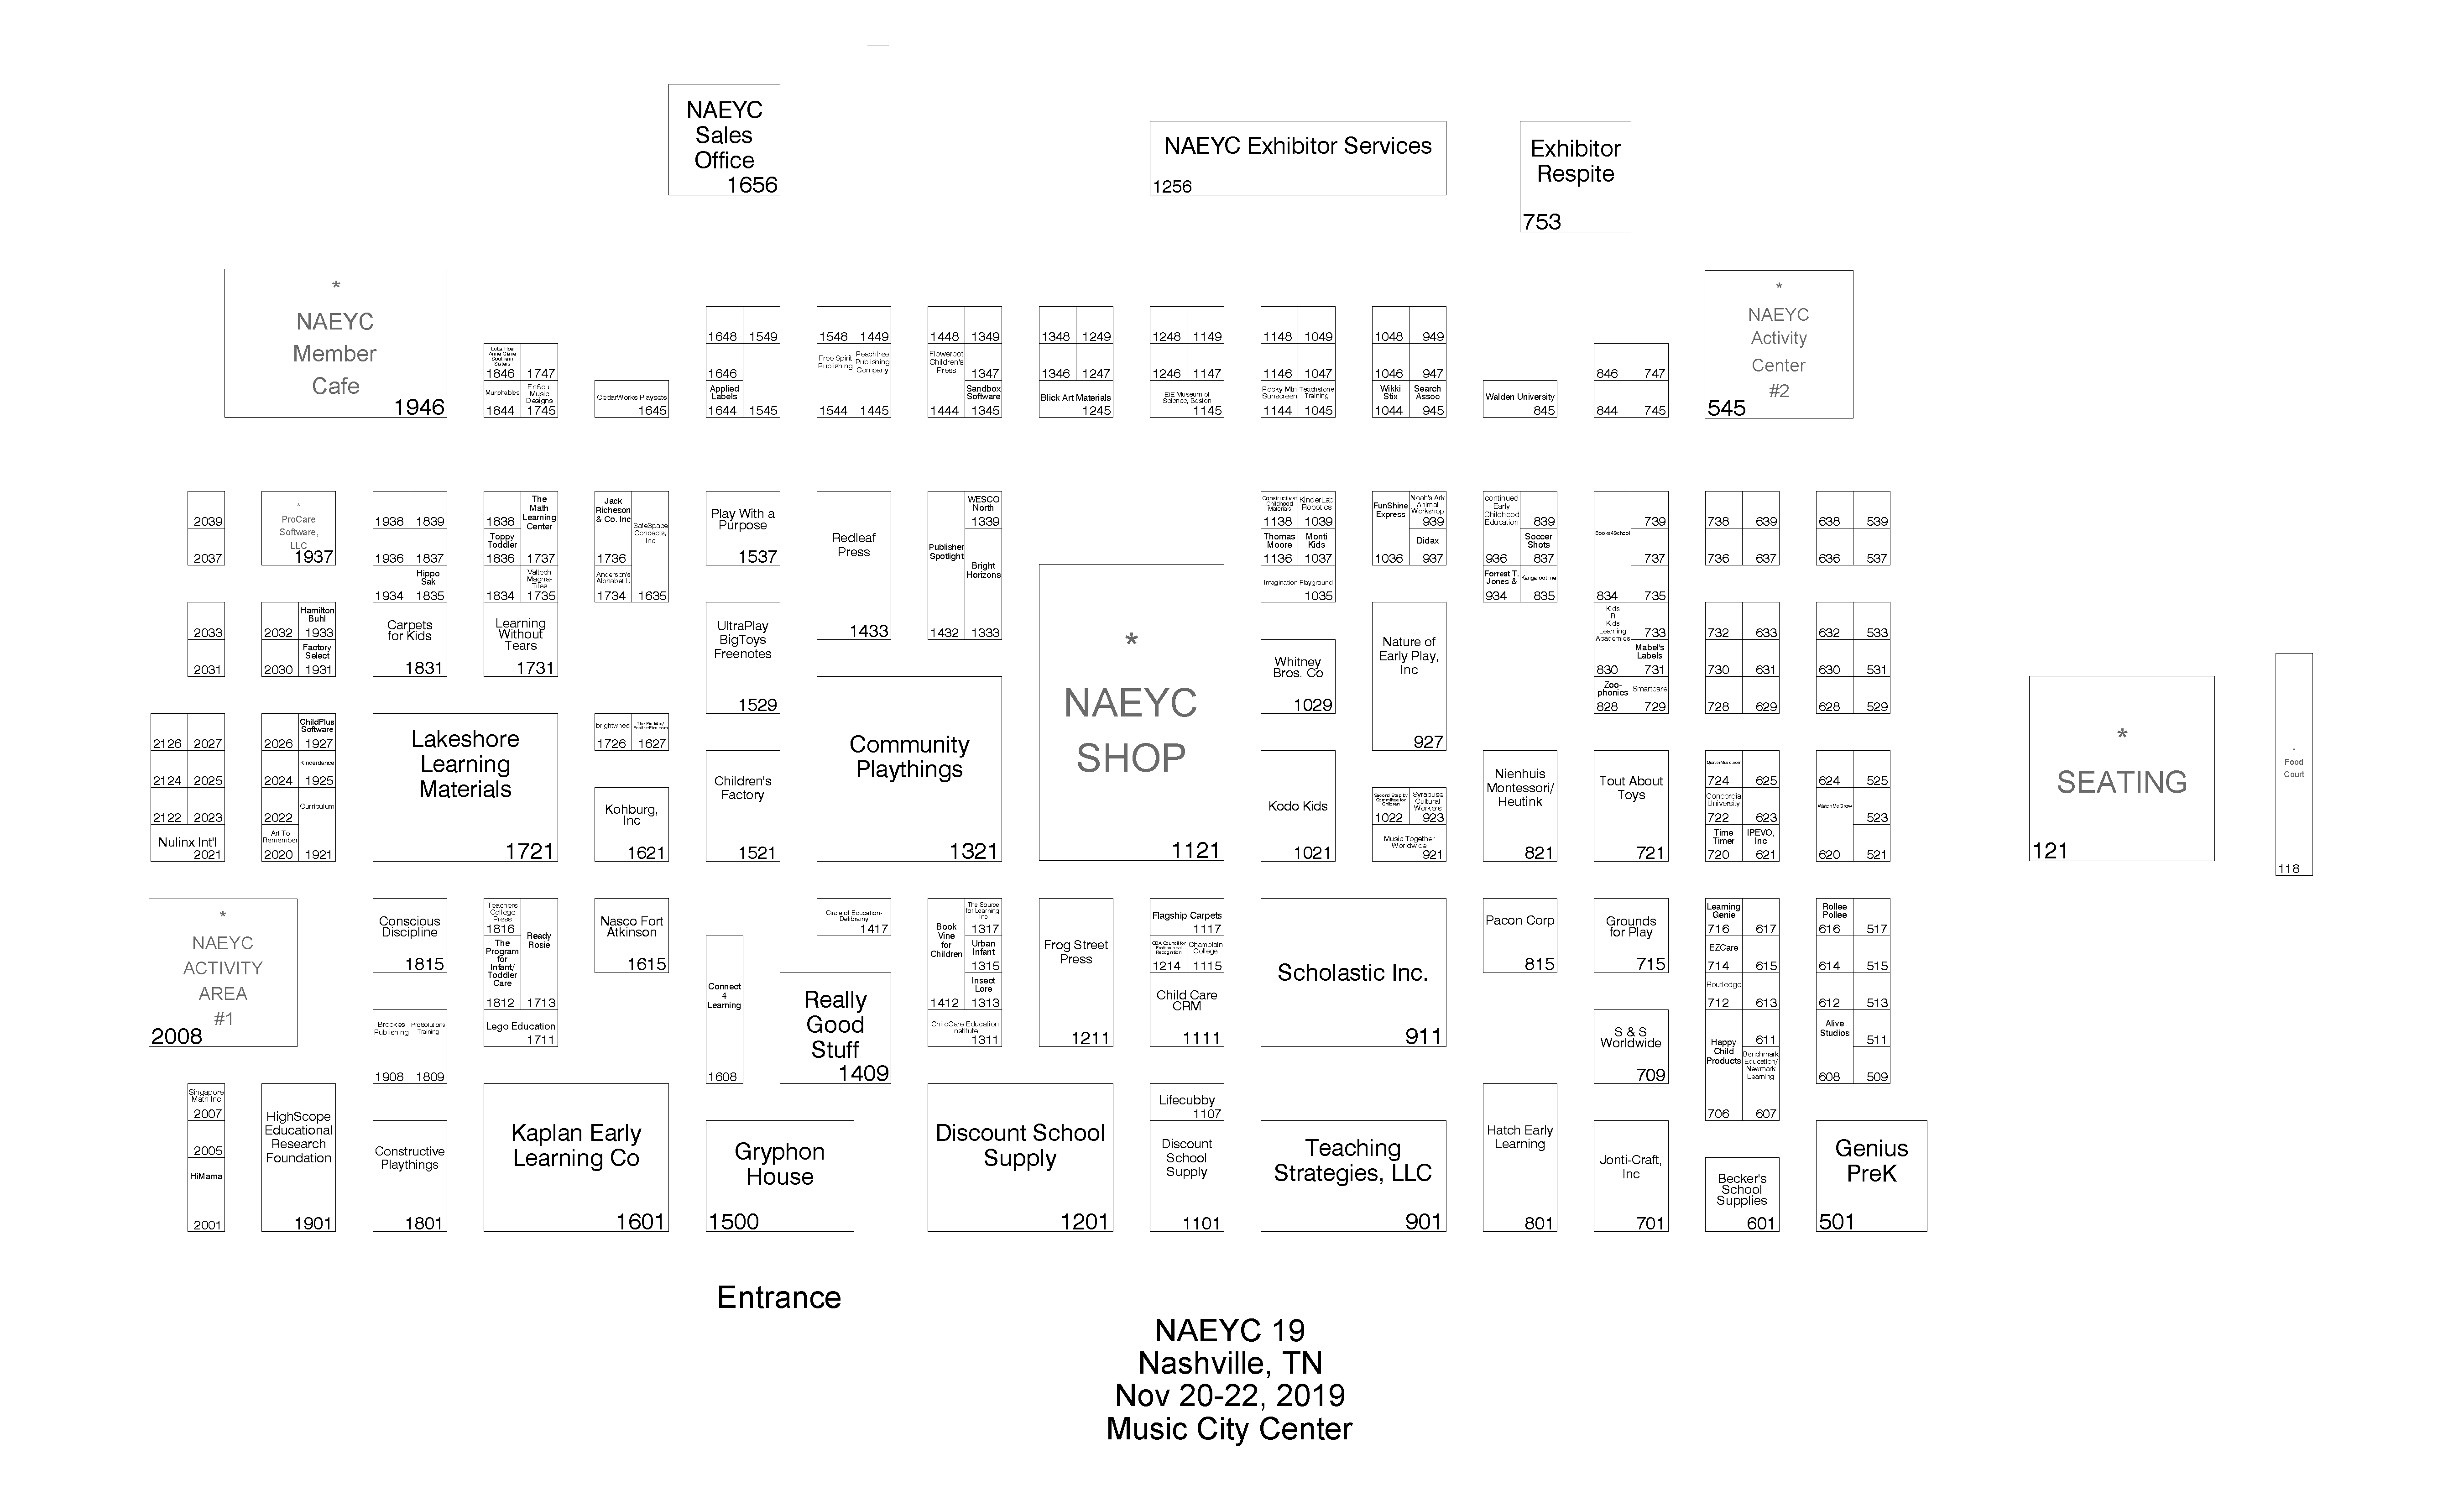 NAEYC
Sales
Office
1656
NAEYC Exhibitor Services
1256
Exhibitor
Respite
753
*
NAEYC
Member
Cafe
1946
LuLa Roe
Anne Claire
Southern
Sisters
1846
1747
Munchables
1844
EnSoul
Music
Designs
1745
CedarWorks Playsets
1645
1648
1549
1646
Applied
Labels
1644
1545
1548
1449
Free Spirit
Publishing
1544
Peachtree
Publishing
Company
1445
1448
1349
Flowerpot
Children's
Press
1444
1347
Sandbox
Software
1345
1348
1249
1346
1247
Blick Art Materials
1245
1248
1149
1246
1147
EiE Museum of
Science, Boston
1145
1148
1049
1146
1047
Rocky Mtn
Sunscreen
1144
Teachstone
Training
1045
1048
949
1046
947
Wikki
Stix
1044
Search
Assoc
945
Walden University
845
846
747
844
745
*
NAEYC
Activity
Center
#2
545
2039
2037
*
ProCare
Software,
LLC
1937
1938
1839
1936
1837
1934
Hippo
Sak
1835
1838
The
Math
Learning
Center
1737
Toppy
Toddler
1836
1834
Valtech
Magna-
Tiles
1735
Jack
Richeson
& Co. Inc
1736
SafeSpace
Concepts,
Inc
1635
Anderson's
Alphabet U
1734
Play With a
Purpose
1537
Redleaf
Press
1433
Publisher
Spotlight
1432
WESCO
North
1339
Bright
Horizons
1333
Constructivist
Childhood
Materials
1138
KinderLab
Robotics
1039
Thomas
Moore
1136
Monti
Kids
1037
Imagination Playground
1035
FunShine
Express
1036
Noah's Ark
Animal
Workshop
939
Didax
937
continued
Early
Childhood
Education
936
839
Soccer
Shots
837
Forrest T.
Jones &
934
Kangarootime
835
Books4School
834
739
737
735
Kids
'R'
Kids
Learning
Academies
830
733
Mabel's
Labels
731
Zoo-
phonics
828
Smartcare
729
738
639
736
637
638
539
636
537
2033
2031
2032
Hamilton
Buhl
1933
2030
Factory
Select
1931
Carpets
for Kids
1831
Learning
Without
Tears
1731
UltraPlay
BigToys
Freenotes
1529
*
NAEYC
SHOP
1121
Whitney
Bros. Co
1029
Nature of
Early Play,
Inc
927
732
633
730
631
728
629
632
533
630
531
628
529
2126
2027
2124
2025
2122
2023
Nulinx Int'l
2021
2026
ChildPlus
Software
1927
2024
Kinderdance
1925
2022
Curriculum
1921
Art To
Remember
2020
Lakeshore
Learning
Materials
1721
brightwheel
1726
The Pin Man/
PositivePins.com
1627
Kohburg,
Inc
1621
Children's
Factory
1521
Community
Playthings
1321
Kodo Kids
1021
Second Step by
Committee for
Children
1022
Syracuse
Cultural
Workers
923
Music Together
Worldwide
921
Nienhuis
Montessori/
Heutink
821
Tout About
Toys
721
QuaverMusic.com
724
625
Concordia
University
722
623
Time
Timer
720
IPEVO,
Inc
621
624
525
WatchMeGrow
620
523
521
*
SEATING
121
*
Food
Court
118
*
NAEYC
ACTIVITY
AREA
#1
2008
Conscious
Discipline
1815
Teachers
College
Press
1816
Ready
Rosie
1713
The
Program
for
Infant/
Toddler
Care
1812
Lego Education
1711
Nasco Fort
Atkinson
1615
Connect
4
Learning
1608
Circle of Education-
Delibrainy
1417
Really
Good
Stuff
1409
Book
Vine
for
Children
1412
The Source
for Learning,
Inc
1317
Urban
Infant
1315
Insect
Lore
1313
ChildCare Education
Institute
1311
Frog Street
Press
1211
Flagship Carpets
1117
CDA Council for
Professional
Recognition
1214
Champlain
College
1115
Child Care
CRM
1111
Scholastic Inc.
911
Pacon Corp
815
Grounds
for Play
715
S & S
Worldwide
709
Learning
Genie
716
617
EZCare
714
615
Routledge
712
613
Happy
Child
Products
706
611
Benchmark
Education/
Newmark
Learning
607
Rollee
Pollee
616
517
614
515
612
513
Alive
Studios
608
511
509
Brookes
Publishing
1908
ProSolutions
Training
1809
Singapore
Math Inc
2007
2005
HiMama
2001
HighScope
Educational
Research
Foundation
1901
Constructive
Playthings
1801
Kaplan Early
Learning Co
1601
Gryphon
House
1500
Discount School
Supply
1201
Lifecubby
1107
Discount
School
Supply
1101
Teaching
Strategies, LLC
901
Hatch Early
Learning
801
Jonti-Craft,
Inc
701
Becker's
School
Supplies
601
Genius
PreK
501
Entrance
NAEYC 19
Nashville, TN
Nov 20-22, 2019
Music City Center